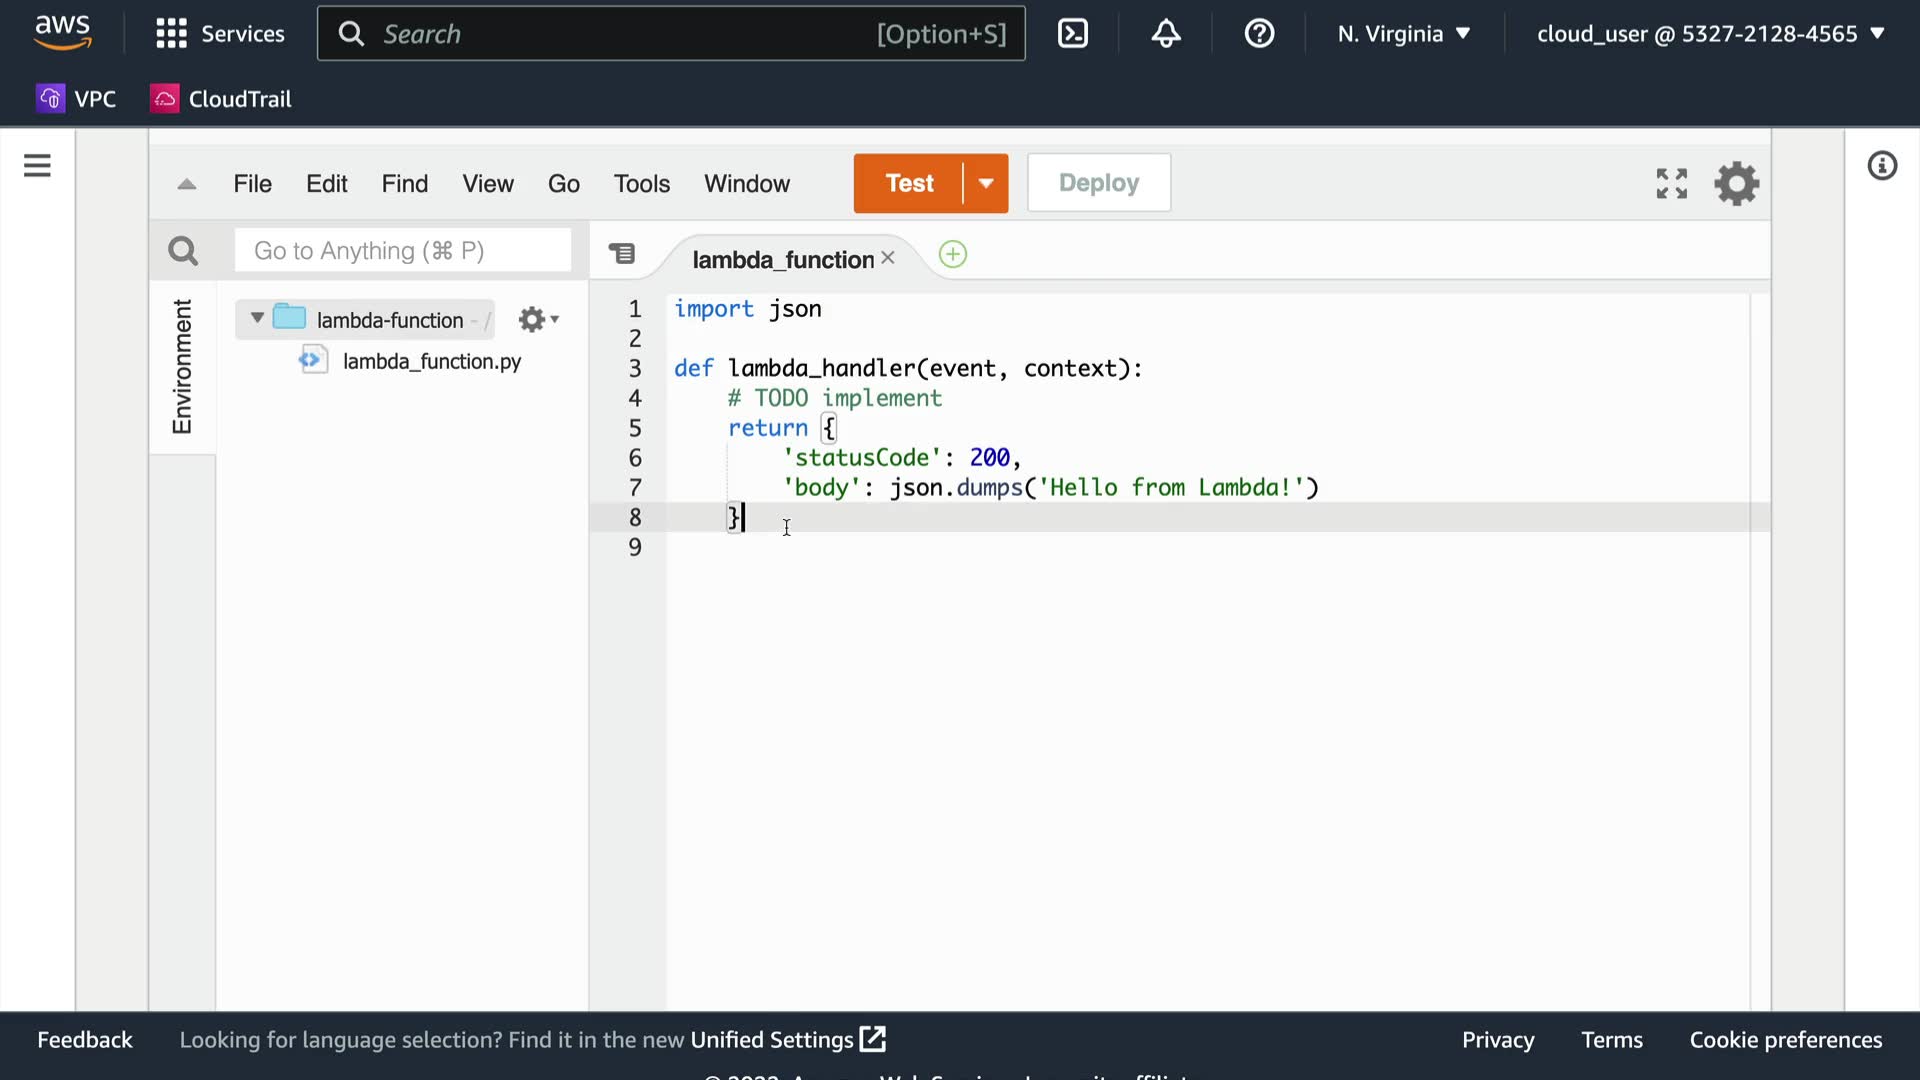 aws
Services
Search [Option+S]
N. Virginia
cloud_user @ 5327-2128-4565
VPC
CloudTrail
File Edit Find View Go Tools Window
Test
Deploy
Go to Anything (⌘ P)
lambda_function
Environment
lambda-function - /
lambda_function.py
1 import json
2
3 def lambda_handler(event, context):
4     # TODO implement
5     return {
6         'statusCode': 200,
7         'body': json.dumps('Hello from Lambda!')
8     }
9
Feedback
Looking for language selection? Find it in the new Unified Settings
Privacy
Terms
Cookie preferences